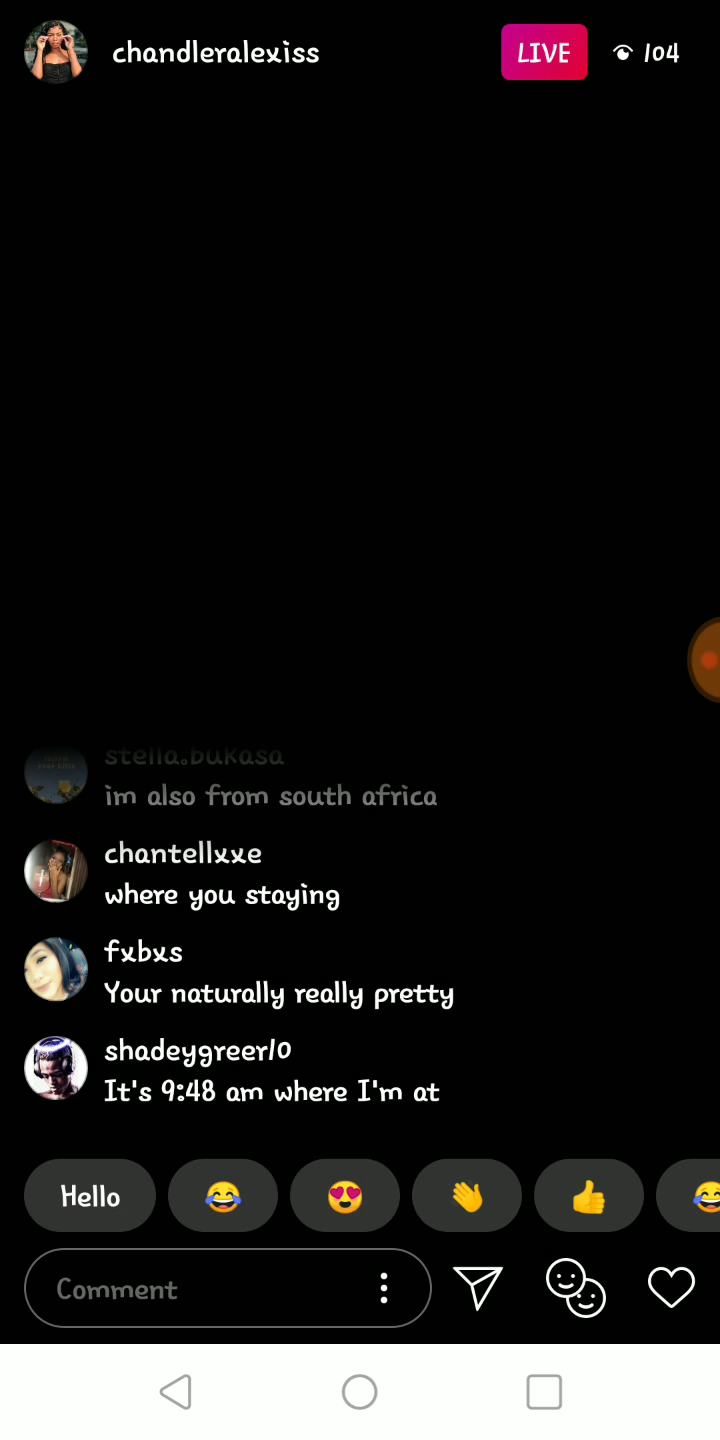 chandleralexiss
LIVE
104
stella.bukasa
im also from south africa
chantellxxe
where you staying
fxbxs
Your naturally really pretty
shadeygreer10
It's 9:48 am where I'm at
Hello
Comment